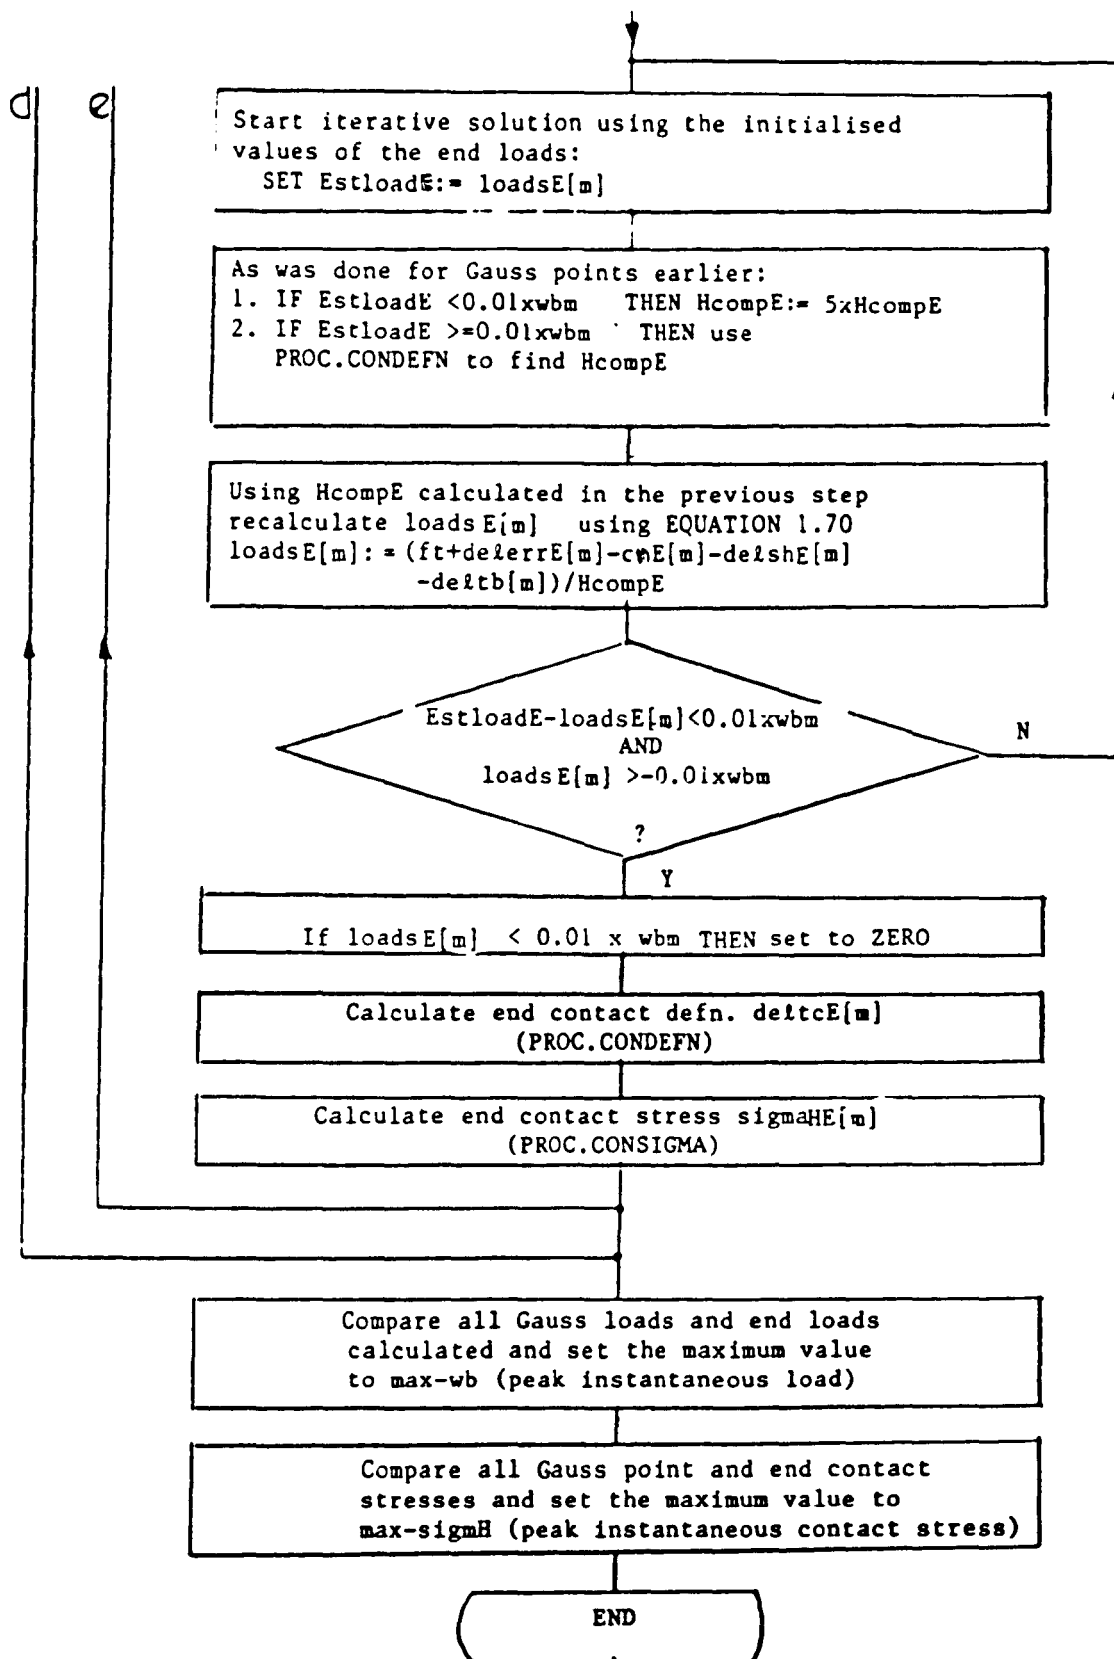 d e
Start iterative solution using the initialised
values of the end loads:
SET EstloadE:= loadsE[m]
As was done for Gauss points earlier:
1. IF EstloadE <0.01xwbm THEN HcompE:= 5xHcompE
2. IF EstloadE >=0.01xwbm THEN use
PROC.CONDEFN to find HcompE
Using HcompE calculated in the previous step
recalculate loadsE[m] using EQUATION 1.70
loadsE[m]:= (ft+delerrE[m]-cnE[m]-delshE[m]
-deltb[m])/HcompE
EstloadE-loadsE[m]<0.01xwbm
AND
loadsE[m] >-0.01xwbm
?
N
Y
If loadsE[m] < 0.01 x wbm THEN set to ZERO
Calculate end contact defn. deltcE[m]
(PROC.CONDEFN)
Calculate end contact stress sigmaHE[m]
(PROC.CONSIGMA)
Compare all Gauss loads and end loads
calculated and set the maximum value
to max-wb (peak instantaneous load)
Compare all Gauss point and end contact
stresses and set the maximum value to
max-sigmH (peak instantaneous contact stress)
END